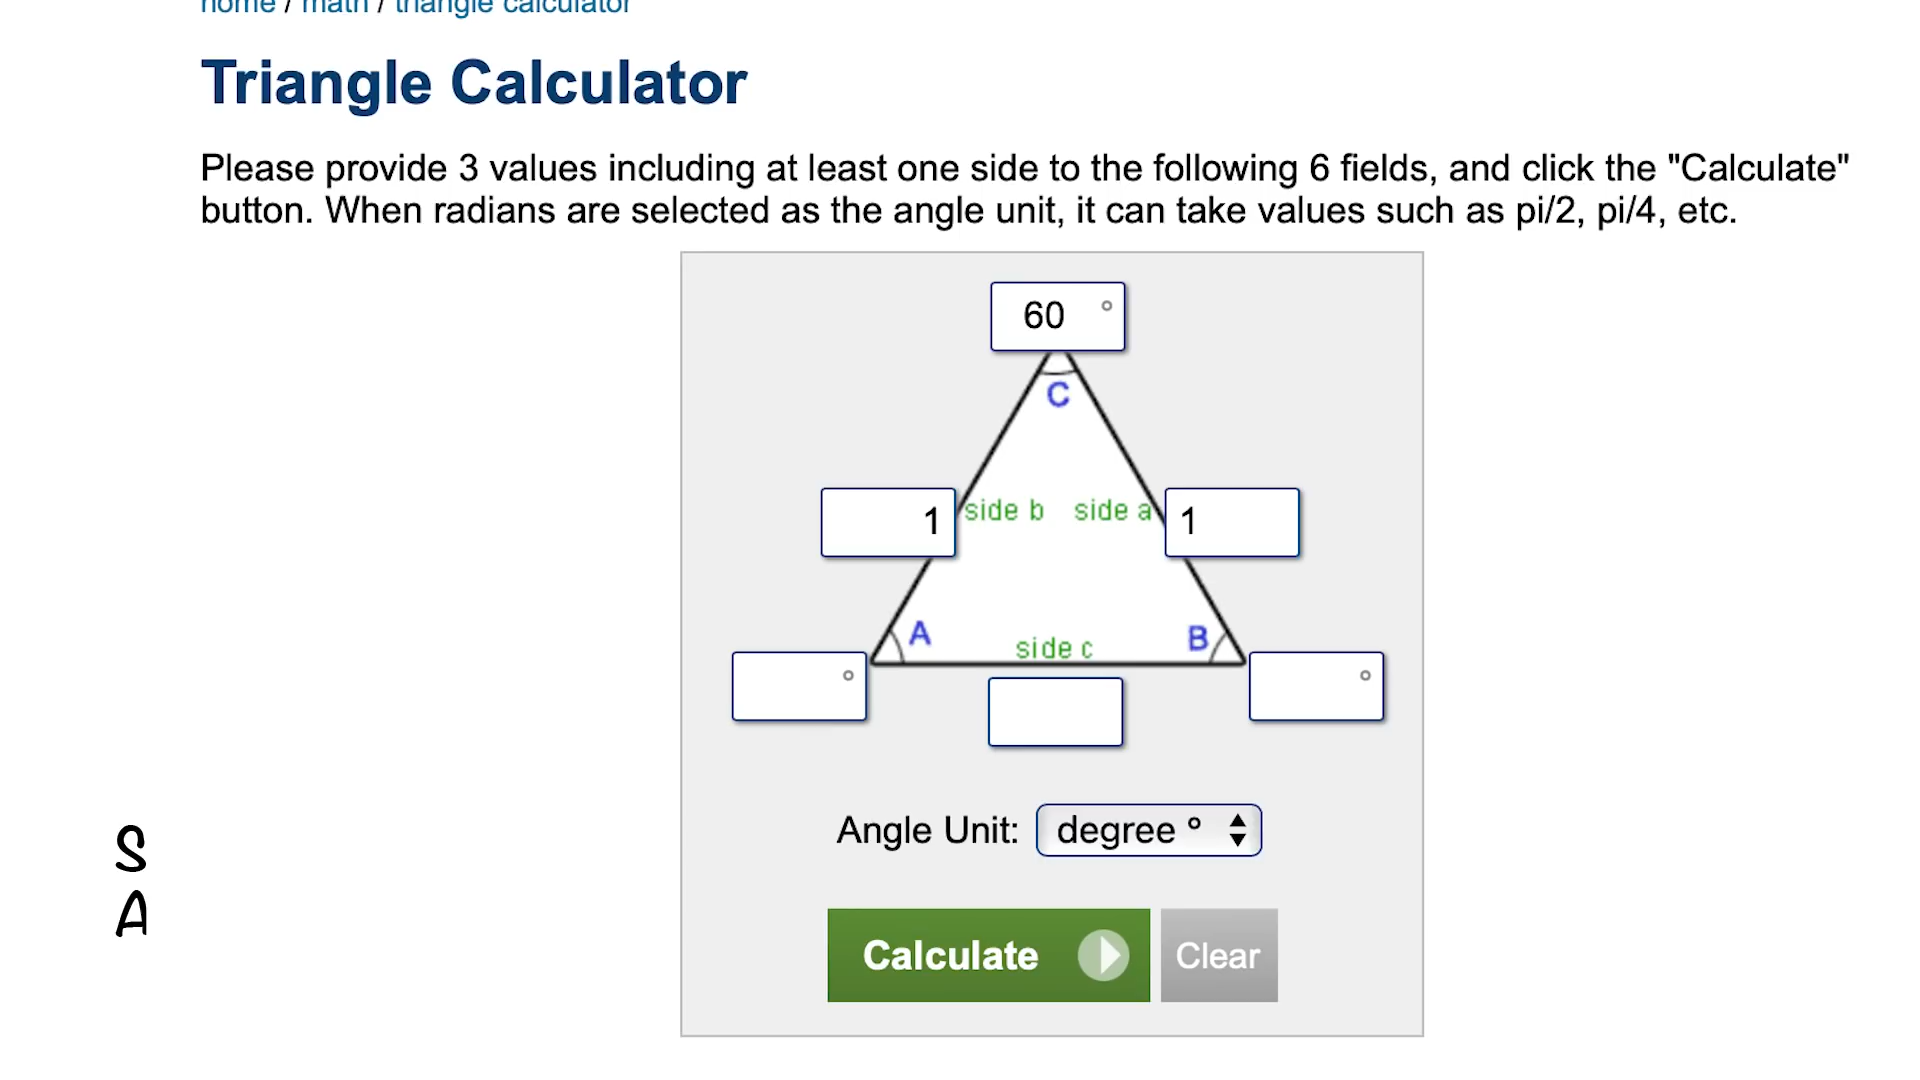 home / math / triangle calculator
Triangle Calculator
Please provide 3 values including at least one side to the following 6 fields, and click the "Calculate"
button. When radians are selected as the angle unit, it can take values such as pi/2, pi/4, etc.
60 °
C
1 side b side a 1
A side c B
° °
Angle Unit: degree °
S
A
Calculate Clear